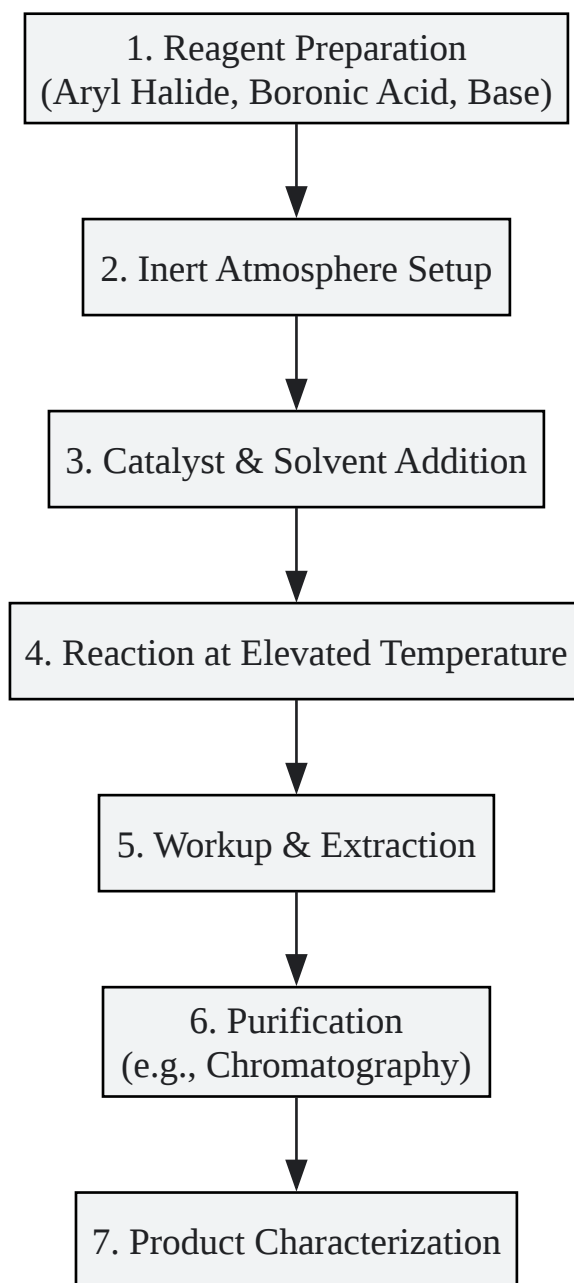 1. Reagent Preparation
(Aryl Halide, Boronic Acid, Base)
2. Inert Atmosphere Setup
3. Catalyst & Solvent Addition
4. Reaction at Elevated Temperature
5. Workup & Extraction
6. Purification
(e.g., Chromatography)
7. Product Characterization